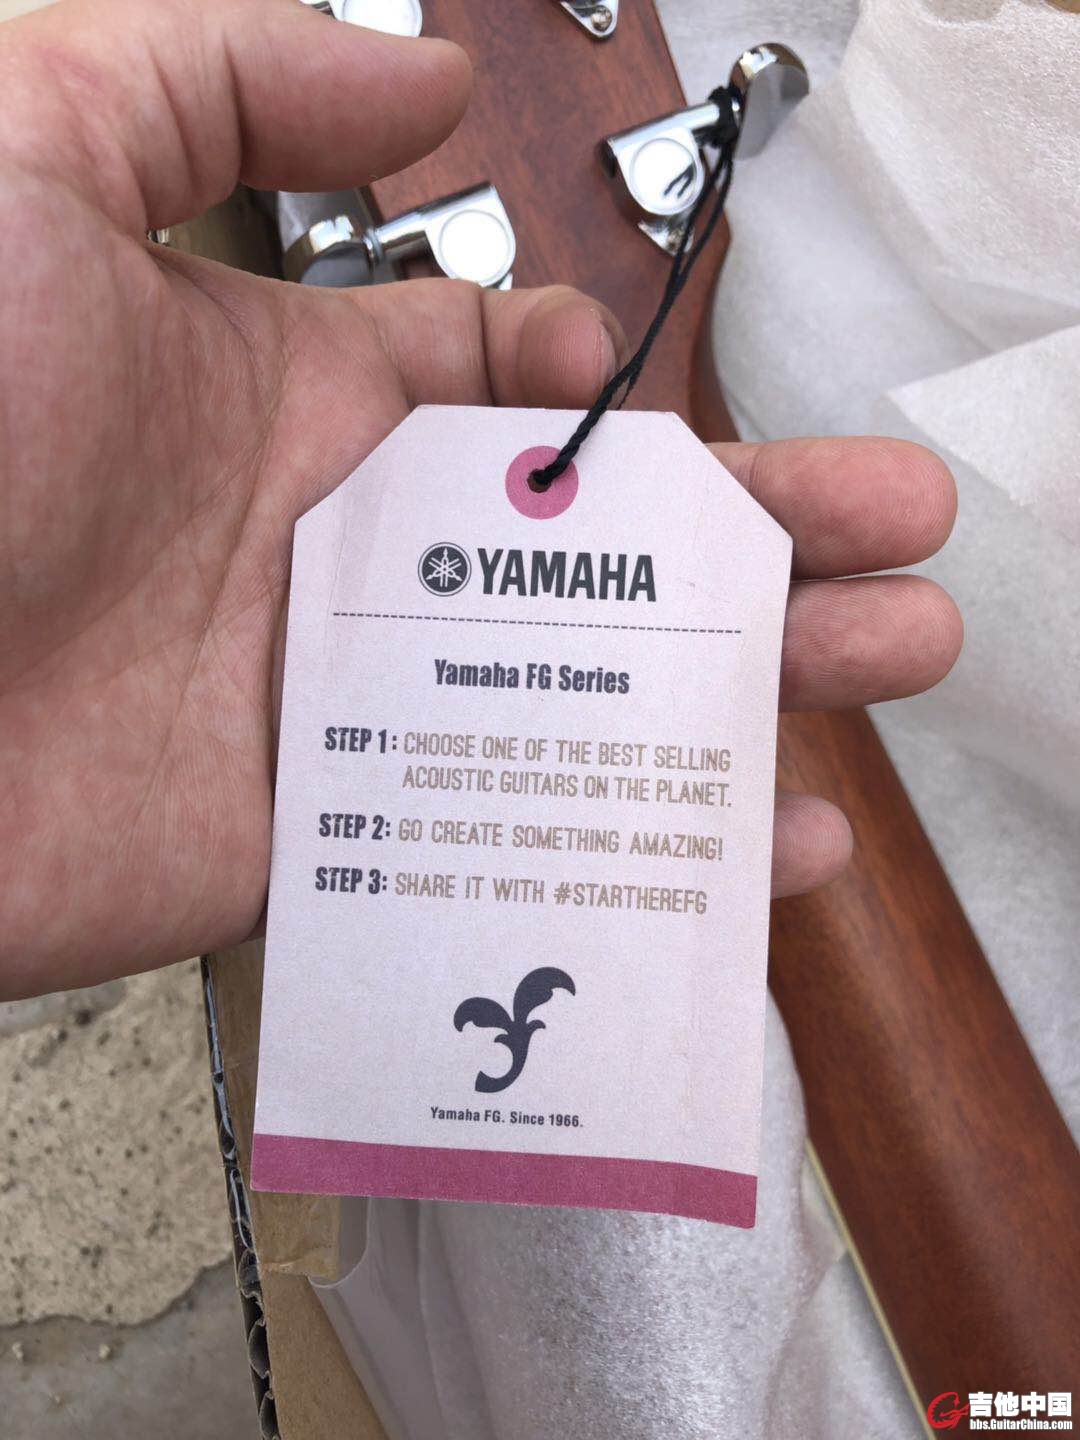 YAMAHA
Yamaha FG Series
STEP 1: CHOOSE ONE OF THE BEST SELLING
ACOUSTIC GUITARS ON THE PLANET.
STEP 2: GO CREATE SOMETHING AMAZING!
STEP 3: SHARE IT WITH #STARTHEREFG
Yamaha FG. Since 1966.
吉他中国
bbs.GuitarChina.com